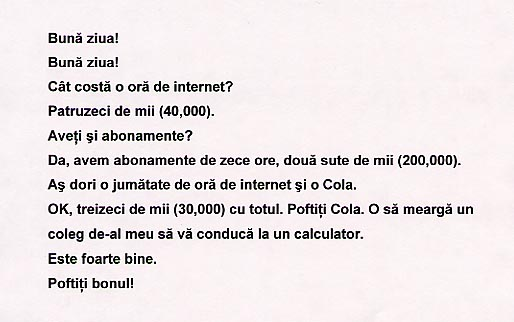 Bună ziua!
Bună ziua!
Cât costă o oră de internet?
Patruzeci de mii (40,000).
Aveți şi abonamente?
Da, avem abonamente de zece ore, două sute de mii (200,000).
Aş dori o jumătate de oră de internet şi o Cola.
OK, treizeci de mii (30,000) cu totul. Poftiți Cola. O să meargă un
coleg de-al meu să vă conducă la un calculator.
Este foarte bine.
Poftiți bonul!